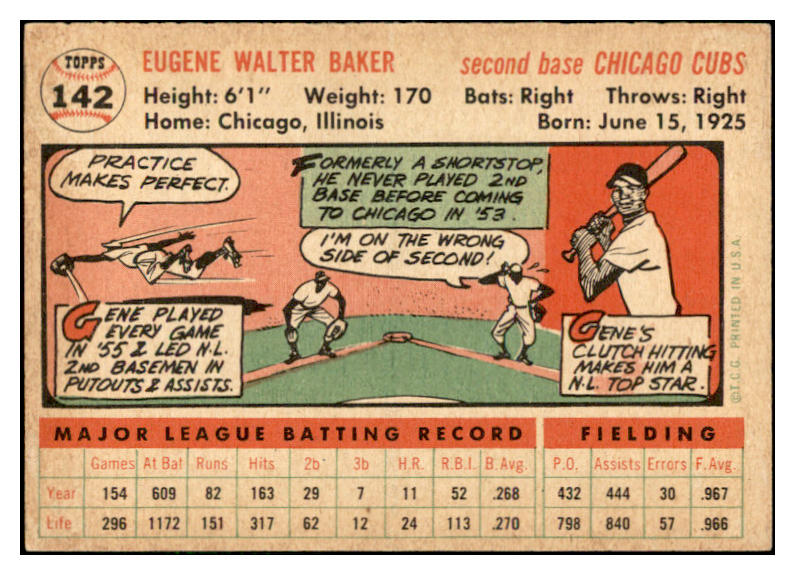 TOPPS
142
EUGENE WALTER BAKER second base CHICAGO CUBS
Height: 6'1" Weight: 170 Bats: Right Throws: Right
Home: Chicago, Illinois Born: June 15, 1925
PRACTICE
MAKES PERFECT.
FORMERLY A SHORTSTOP,
HE NEVER PLAYED 2ND
BASE BEFORE COMING
TO CHICAGO IN '53.
I'M ON THE WRONG
SIDE OF SECOND!
GENE PLAYED
EVERY GAME
IN '55 & LED N.L.
2ND BASEMEN IN
PUTOUTS & ASSISTS.
GENE'S
CLUTCH HITTING
MAKES HIM A
N.L. TOP STAR.
©T.C.G. PRINTED IN U.S.A.
MAJOR LEAGUE BATTING RECORD FIELDING
Games At Bat Runs Hits 2b 3b H.R. R.B.I. B.Avg. P.O. Assists Errors F.Avg.
Year 154 609 82 163 29 7 11 52 .268 432 444 30 .967
Life 296 1172 151 317 62 12 24 113 .270 798 840 57 .966